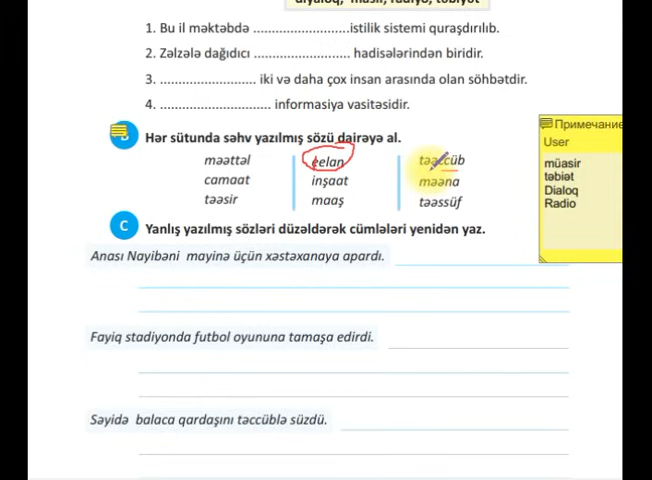 dialoq, məsir, radio, təbiət
1. Bu il məktəbdə ........................istilik sistemi quraşdırılıb.
2. Zəlzələ dağıdıcı ........................ hadisələrindən biridir.
3. ........................ iki və daha çox insan arasında olan söhbətdir.
4. ........................... informasiya vasitəsidir.
Hər sütunda səhv yazılmış sözü dairəyə al.
məəttəl eelan təəccüb
camaat inşaat məəna
təəsir maaş təəssüf
C Yanlış yazılmış sözləri düzəldərək cümlələri yenidən yaz.
Anası Nayibəni mayinə üçün xəstəxanaya apardı.
Fayiq stadiyonda futbol oyununa tamaşa edirdi.
Səyidə balaca qardaşını təccüblə süzdü.
Примечание
User
müasir
təbiət
Dialoq
Radio